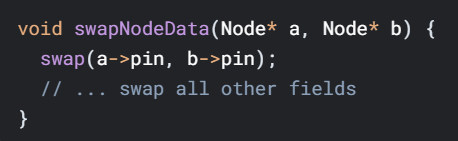 void swapNodeData(Node* a, Node* b) {
  swap(a->pin, b->pin);
  // ... swap all other fields
}